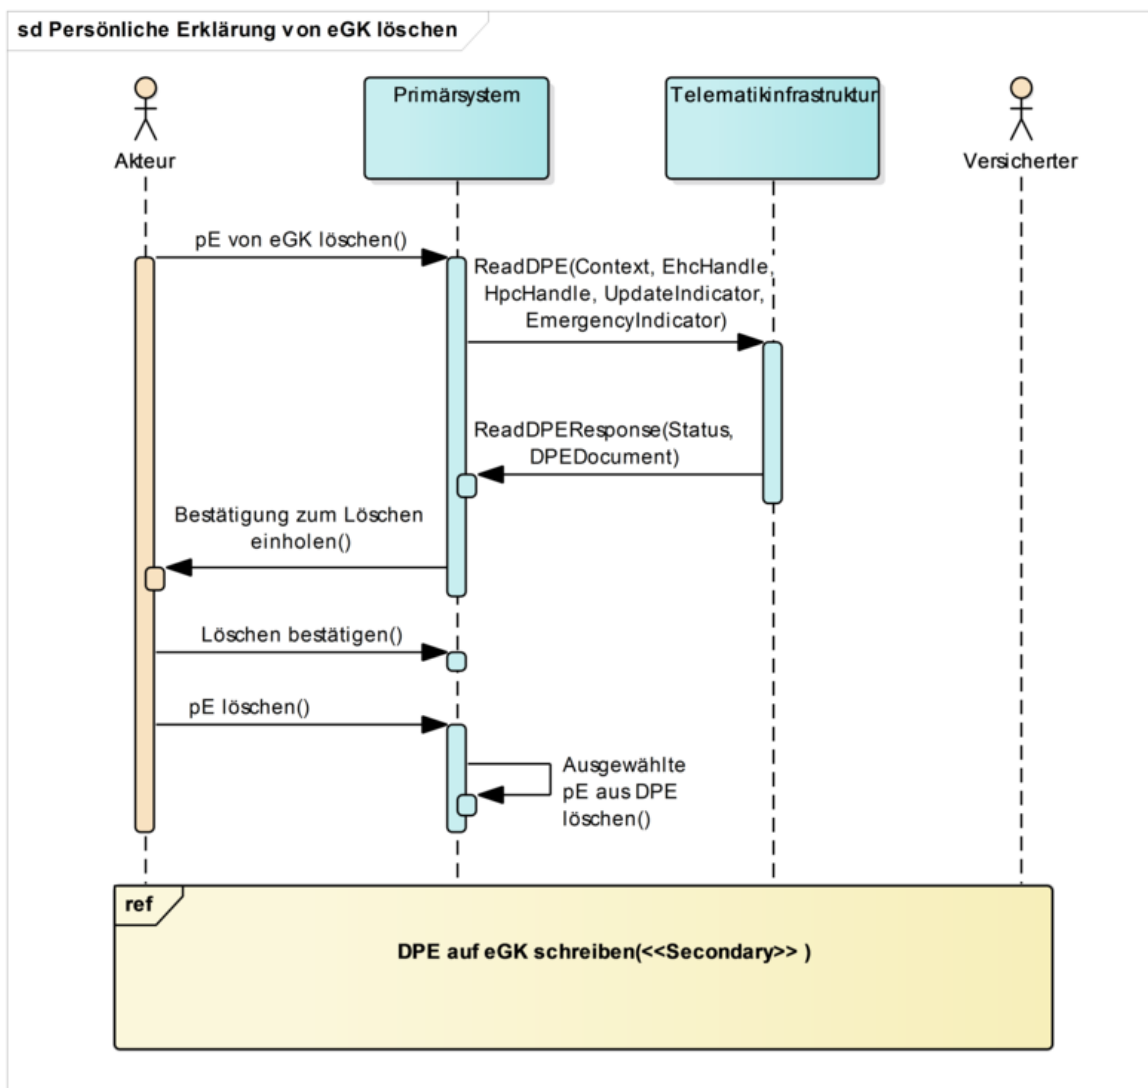 sd Persönliche Erklärung von eGK löschen
Akteur
Primärsystem
Telematikinfrastruktur
Versicherter
pE von eGK löschen()
ReadDPE(Context, EhcHandle,
HpcHandle, UpdateIndicator,
EmergencyIndicator)
ReadDPEResponse(Status,
DPEDocument)
Bestätigung zum Löschen
einholen()
Löschen bestätigen()
pE löschen()
Ausgewählte
pE aus DPE
löschen()
ref
DPE auf eGK schreiben(<<Secondary>> )